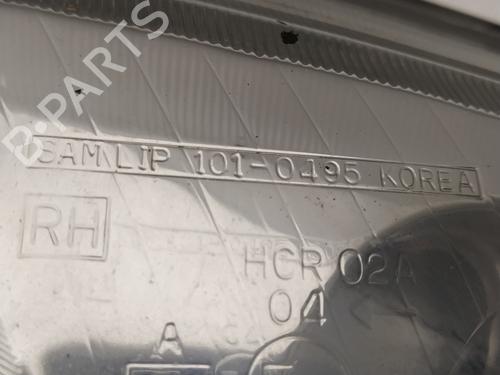 B-PARTS
SAMLIP 101-0495 KOREA
RH
HCR 02A
04
A